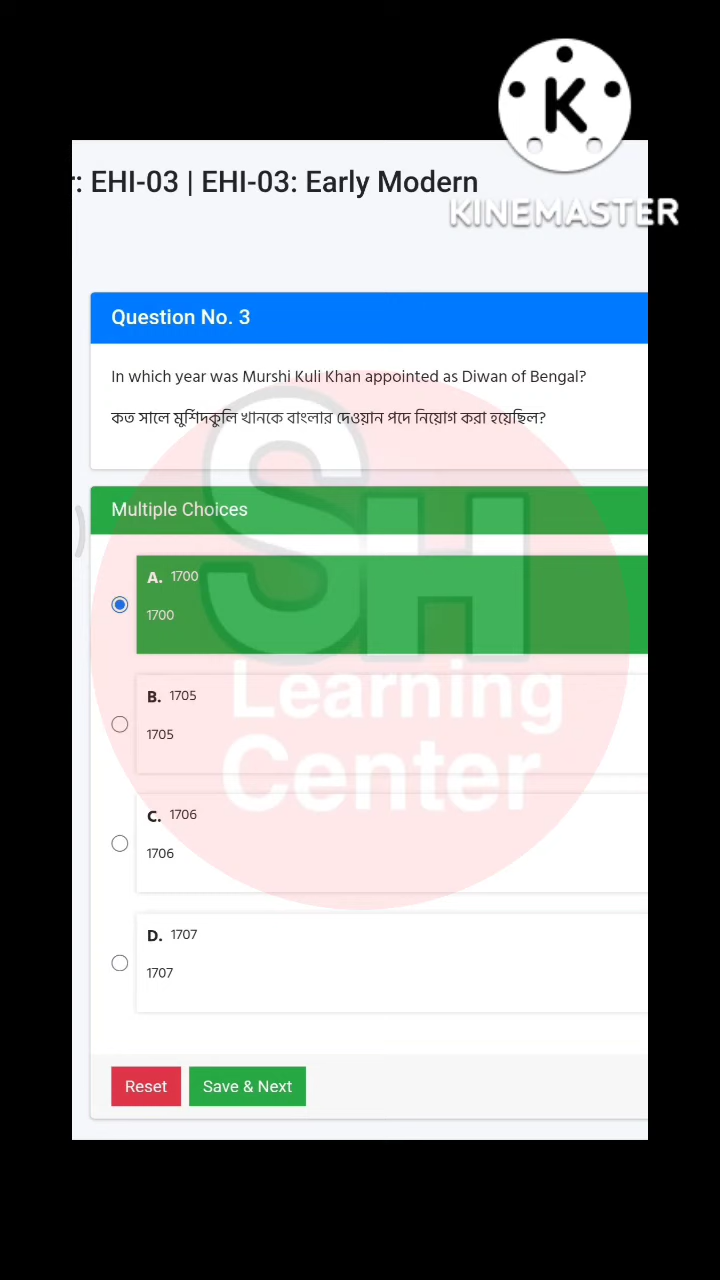 r: EHI-03 | EHI-03: Early Modern
K
KINEMASTER
Question No. 3
In which year was Murshi Kuli Khan appointed as Diwan of Bengal?
কত সালে মুর্শিদকুলি খানকে বাংলার দেওয়ান পদে নিয়োগ করা হয়েছিল?
Multiple Choices
A. 1700
1700
B. 1705
1705
C. 1706
1706
D. 1707
1707
SH
Learning
Center
Reset
Save & Next